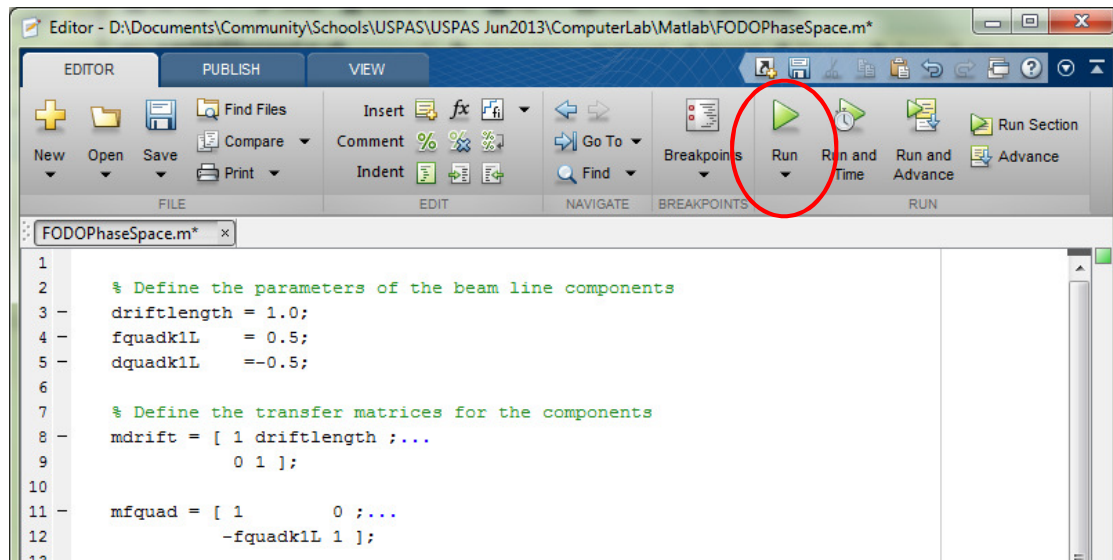 Editor - D:\Documents\Community\Schools\USPAS\USPAS Jun2013\ComputerLab\Matlab\FODOPhaseSpace.m*
EDITOR PUBLISH VIEW
New Open Save Find Files Compare Print
Insert fx fi
Comment % % %
Indent
Go To Find
Breakpoints Run Run and Time Run and Advance Run Section Advance
FILE EDIT NAVIGATE BREAKPOINTS RUN
FODOPhaseSpace.m* ×
1
2 % Define the parameters of the beam line components
3 - driftlength = 1.0;
4 - fquadk1L = 0.5;
5 - dquadk1L =-0.5;
6
7 % Define the transfer matrices for the components
8 - mdrift = [ 1 driftlength ;...
9 0 1 ];
10
11 - mfquad = [ 1 0 ;...
12 -fquadk1L 1 ];